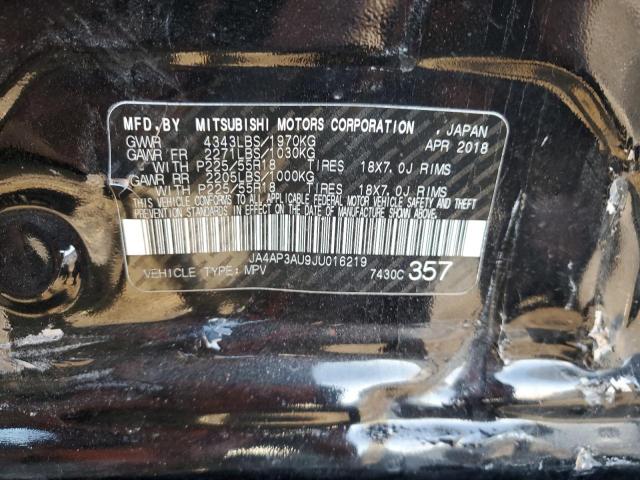 MFD. BY MITSUBISHI MOTORS CORPORATION , JAPAN
GVWR 4343LBS/1970KG APR 2018
GAWR FR 2271LBS/1030KG
WITH P225/55R18 TIRES 18X7.0J RIMS
GAWR RR 2205LBS/1000KG
WITH P225/55R18 TIRES 18X7.0J RIMS
THIS VEHICLE CONFORMS TO ALL APPLICABLE FEDERAL MOTOR VEHICLE SAFETY AND THEFT
PREVENTION STANDARDS IN EFFECT ON THE DATE OF MANUFACTURE SHOWN ABOVE.
JA4AP3AU9JU016219
VEHICLE TYPE: MPV 7430C 357